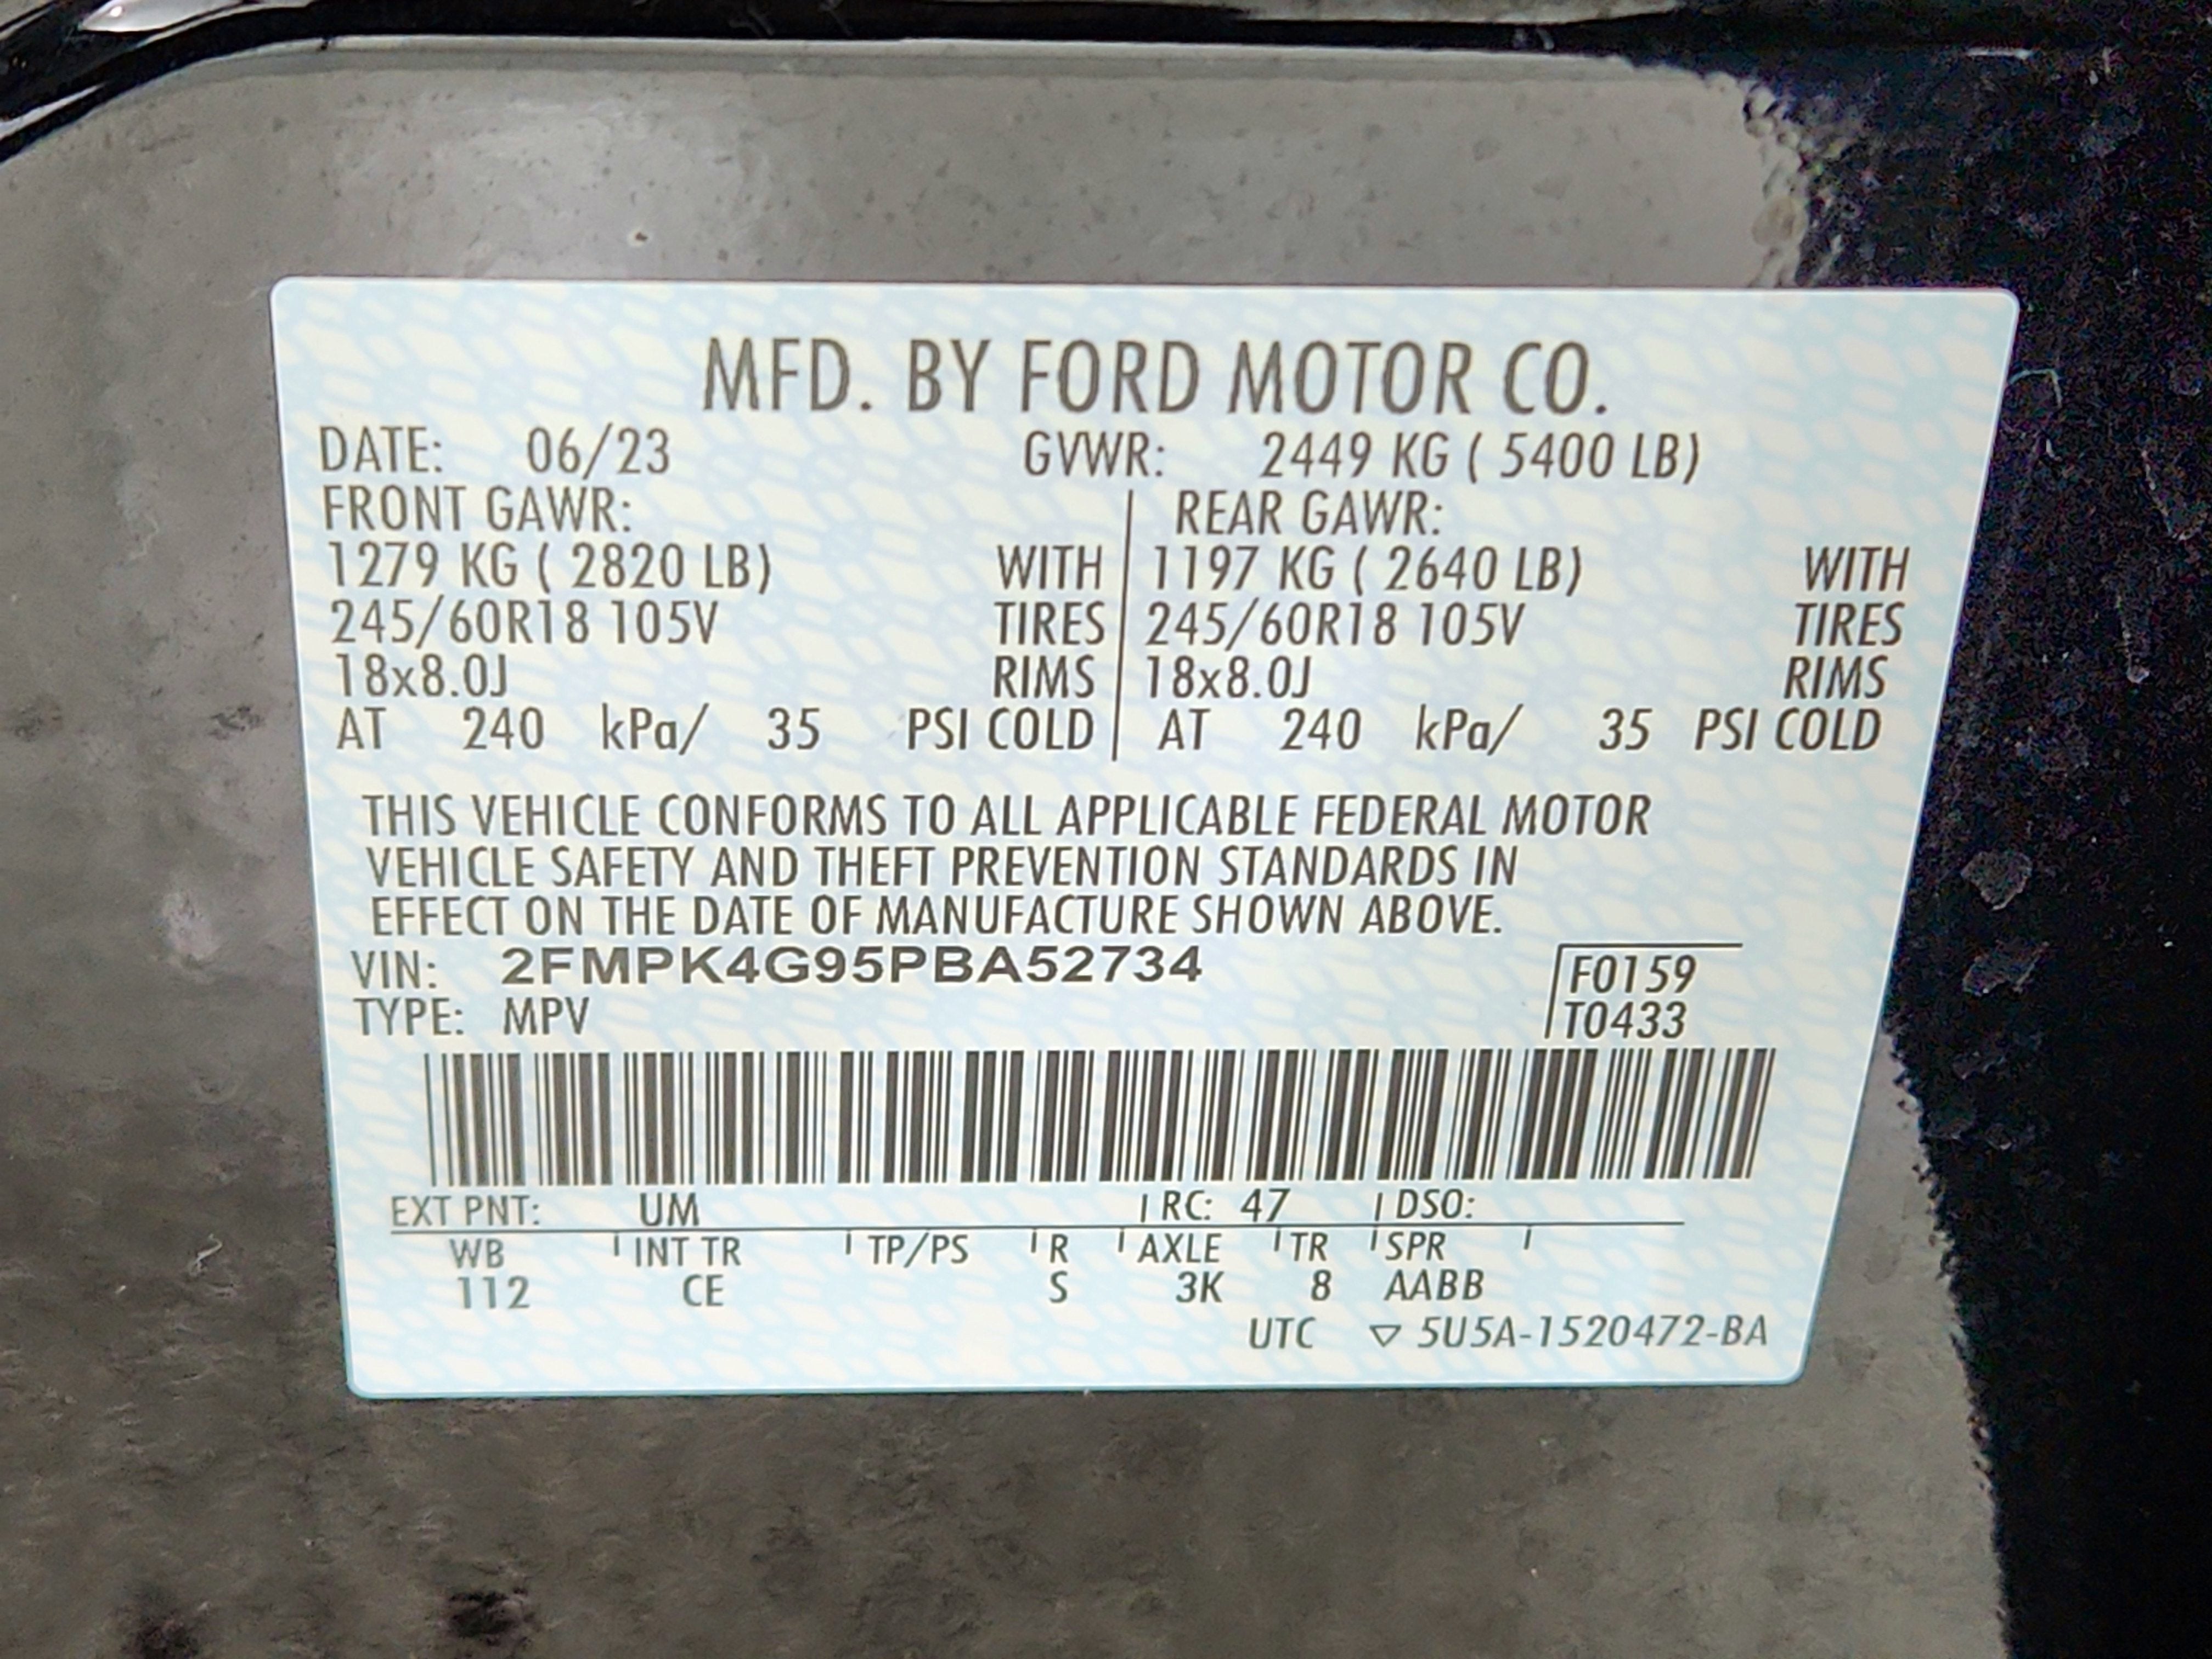 MFD. BY FORD MOTOR CO.
DATE: 06/23 GVWR: 2449 KG ( 5400 LB)
FRONT GAWR: REAR GAWR:
1279 KG ( 2820 LB) WITH 1197 KG ( 2640 LB) WITH
245/60R18 105V TIRES 245/60R18 105V TIRES
18x8.0J RIMS 18x8.0J RIMS
AT 240 kPa/ 35 PSI COLD AT 240 kPa/ 35 PSI COLD
THIS VEHICLE CONFORMS TO ALL APPLICABLE FEDERAL MOTOR
VEHICLE SAFETY AND THEFT PREVENTION STANDARDS IN
EFFECT ON THE DATE OF MANUFACTURE SHOWN ABOVE.
VIN: 2FMPK4G95PBA52734 F0159
TYPE: MPV T0433
EXT PNT: UM RC: 47 DSO:
WB INT TR TP/PS R AXLE TR SPR
112 CE S 3K 8 AABB
UTC ▽ 5U5A-1520472-BA